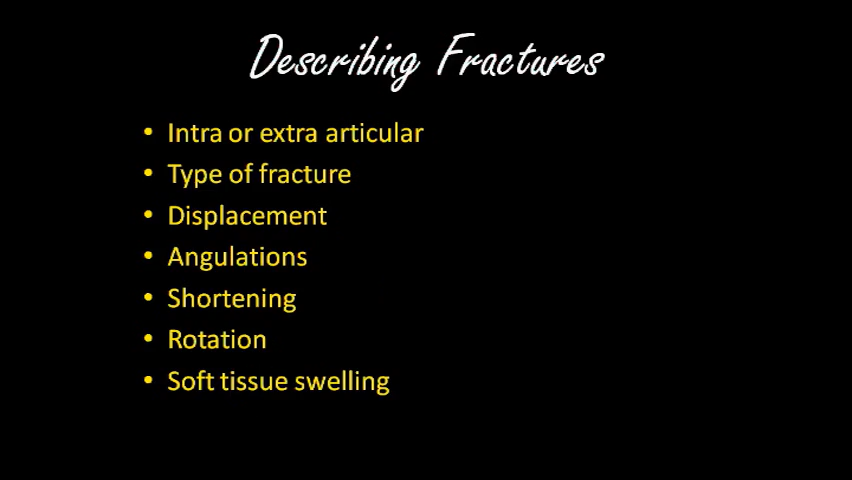 Describing Fractures
• Intra or extra articular
• Type of fracture
• Displacement
• Angulations
• Shortening
• Rotation
• Soft tissue swelling